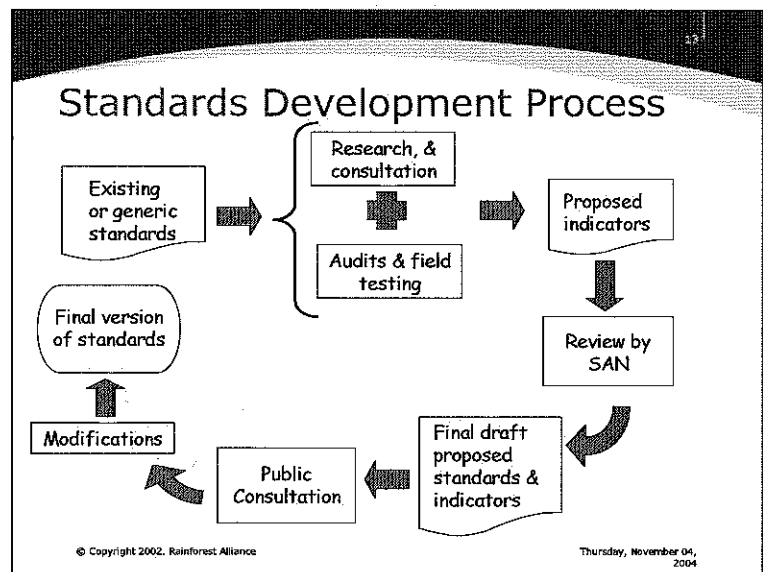 13
Standards Development Process
Existing
or generic
standards
Research, &
consultation
Audits & field
testing
Proposed
indicators
Review by
SAN
Final draft
proposed
standards &
indicators
Public
Consultation
Modifications
Final version
of standards
© Copyright 2002. Rainforest Alliance
Thursday, November 04,
2004